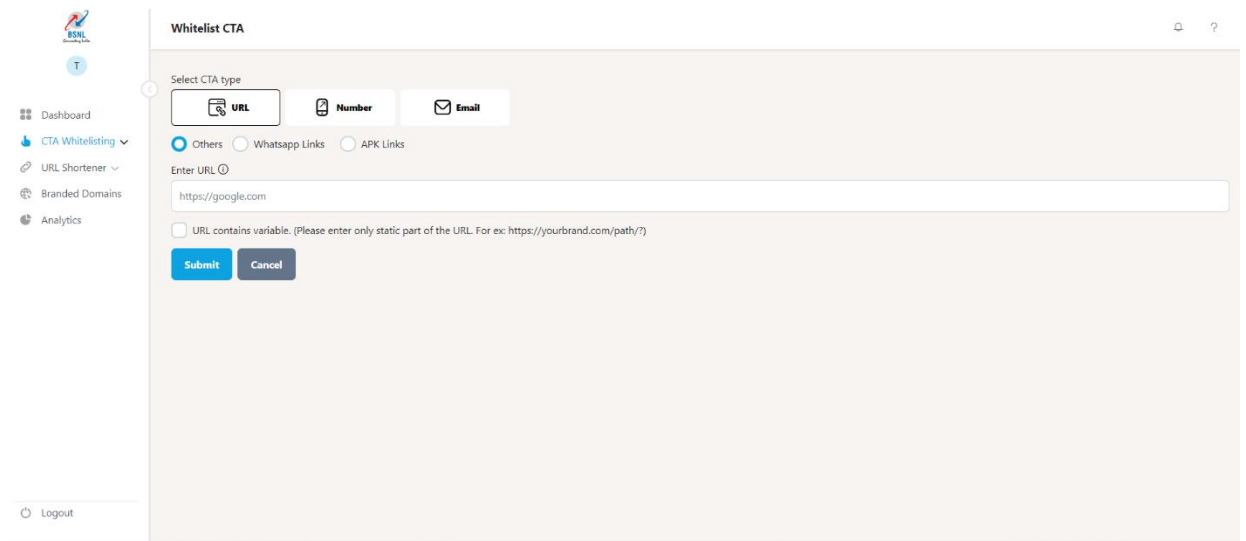 BSNL
Connecting India
T
Dashboard
CTA Whitelisting
URL Shortener
Branded Domains
Analytics
Logout
Whitelist CTA
?
Select CTA type
URL Number Email
Others Whatsapp Links APK Links
Enter URL
https://google.com
URL contains variable. (Please enter only static part of the URL. For ex: https://yourbrand.com/path/?)
Submit Cancel